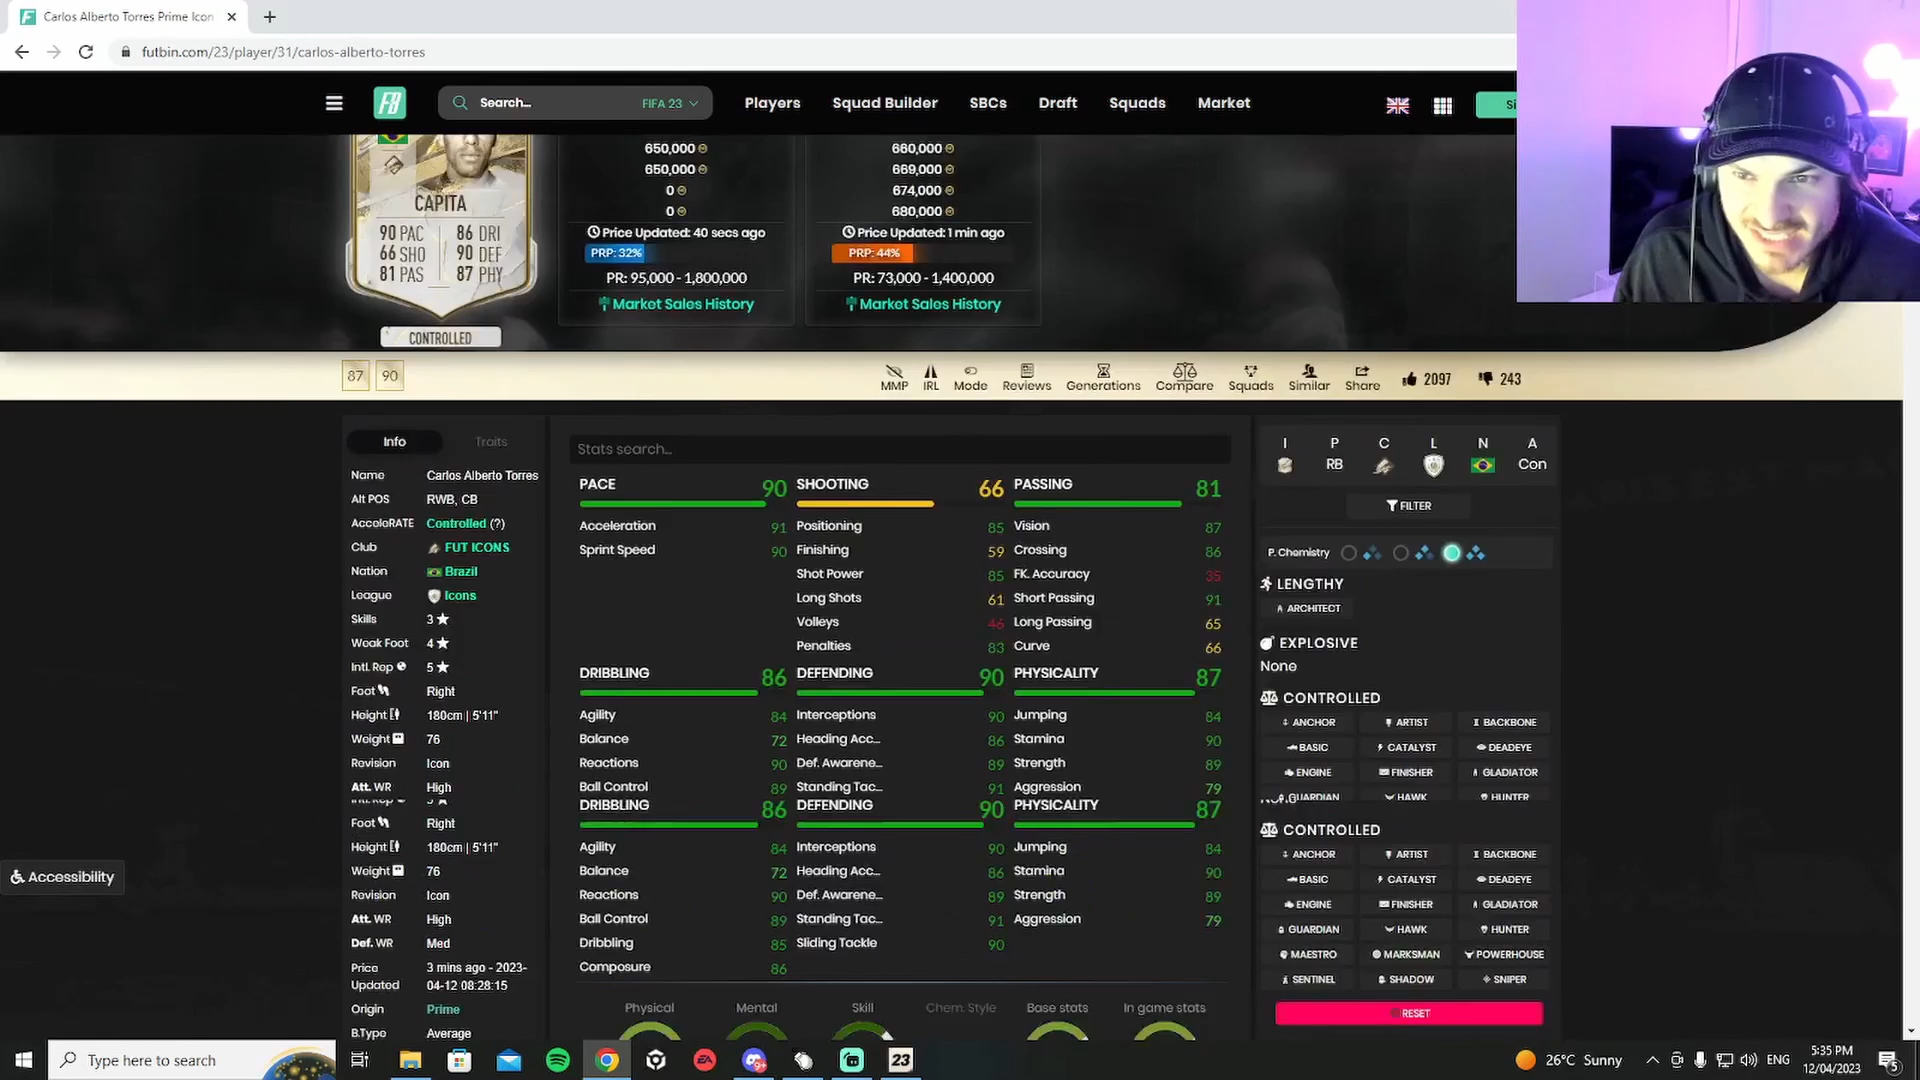 Carlos Alberto Torres Prime Icon
futbin.com/23/player/31/carlos-alberto-torres
Search... FIFA 23 Players Squad Builder SBCs Draft Squads Market
650,000 660,000
650,000 669,000
0 674,000
0 680,000
CAPITA
90 PAC 86 DRI
66 SHO 90 DEF
81 PAS 87 PHY
Price Updated: 40 secs ago Price Updated: 1 min ago
PRP: 32% PRP: 44%
PR: 95,000 - 1,800,000 PR: 73,000 - 1,400,000
Market Sales History Market Sales History
CONTROLLED
87 90 MMP IRL Mode Reviews Generations Compare Squads Similar Share 2097 243
Info Traits
Name Carlos Alberto Torres
Alt POS RWB, CB
AcceleRATE Controlled (?)
Club FUT ICONS
Nation Brazil
League Icons
Skills 3
Weak Foot 4
Intl. Rep 5
Foot Right
Height 180cm | 5'11"
Weight 76
Revision Icon
Att. WR High
Foot Right
Height 180cm | 5'11"
Weight 76
Revision Icon
Att. WR High
Def. WR Med
Price Updated 3 mins ago - 2023-04-12 08:28:15
Origin Prime
B.Type Average
Stats search...
PACE 90 SHOOTING 66 PASSING 81
Acceleration 91 Positioning 85 Vision 87
Sprint Speed 90 Finishing 59 Crossing 86
Shot Power 85 FK. Accuracy 35
Long Shots 61 Short Passing 91
Volleys 46 Long Passing 65
Penalties 83 Curve 66
DRIBBLING 86 DEFENDING 90 PHYSICALITY 87
Agility 84 Interceptions 90 Jumping 84
Balance 72 Heading Acc... 86 Stamina 90
Reactions 90 Def. Awarene... 89 Strength 89
Ball Control 89 Standing Tac... 91 Aggression 79
DRIBBLING 86 DEFENDING 90 PHYSICALITY 87
Agility 84 Interceptions 90 Jumping 84
Balance 72 Heading Acc... 86 Stamina 90
Reactions 90 Def. Awarene... 89 Strength 89
Ball Control 89 Standing Tac... 91 Aggression 79
Dribbling 85 Sliding Tackle 90
Composure 86
Physical Mental Skill Chem. Style Base stats In game stats
I P C L N A
RB Con
FILTER
P. Chemistry
LENGTHY
ARCHITECT
EXPLOSIVE
None
CONTROLLED
ANCHOR ARTIST BACKBONE
BASIC CATALYST DEADEYE
ENGINE FINISHER GLADIATOR
GUARDIAN HAWK HUNTER
CONTROLLED
ANCHOR ARTIST BACKBONE
BASIC CATALYST DEADEYE
ENGINE FINISHER GLADIATOR
GUARDIAN HAWK HUNTER
MAESTRO MARKSMAN POWERHOUSE
SENTINEL SHADOW SNIPER
RESET
Accessibility
Type here to search
EA
9+
23
26°C Sunny
ENG
5:35 PM
12/04/2023
5